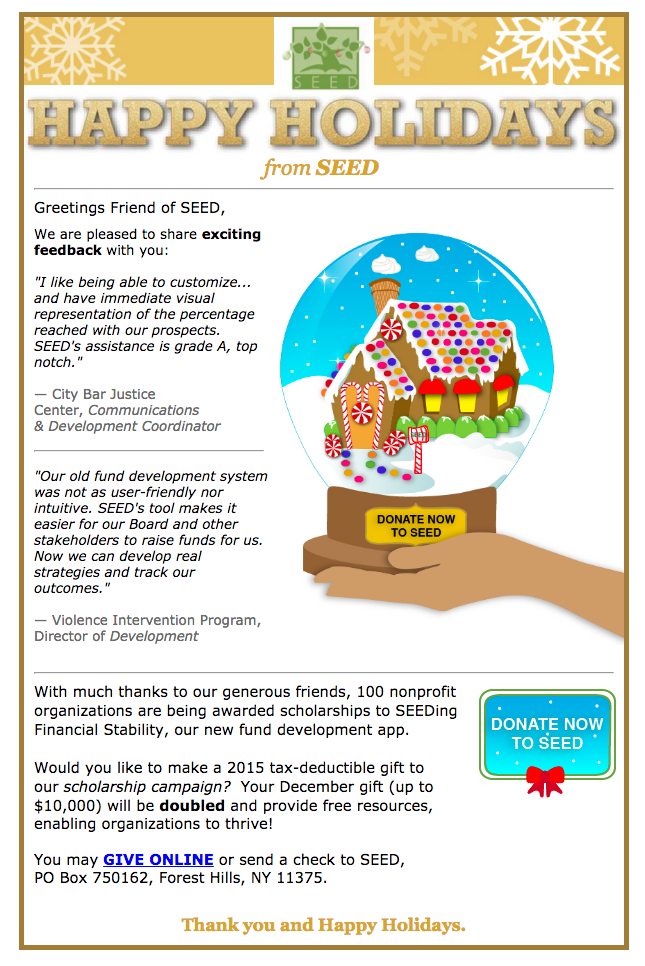 SEED
HAPPY HOLIDAYS
from SEED
Greetings Friend of SEED,
We are pleased to share exciting
feedback with you:
"I like being able to customize...
and have immediate visual
representation of the percentage
reached with our prospects.
SEED's assistance is grade A, top
notch."
— City Bar Justice
Center, Communications
& Development Coordinator
"Our old fund development system
was not as user-friendly nor
intuitive. SEED's tool makes it
easier for our Board and other
stakeholders to raise funds for us.
Now we can develop real
strategies and track our
outcomes."
— Violence Intervention Program,
Director of Development
SEED
DONATE NOW
TO SEED
With much thanks to our generous friends, 100 nonprofit
organizations are being awarded scholarships to SEEDing
Financial Stability, our new fund development app.
Would you like to make a 2015 tax-deductible gift to
our scholarship campaign?  Your December gift (up to
$10,000) will be doubled and provide free resources,
enabling organizations to thrive!
You may GIVE ONLINE or send a check to SEED,
PO Box 750162, Forest Hills, NY 11375.
DONATE NOW
TO SEED
Thank you and Happy Holidays.